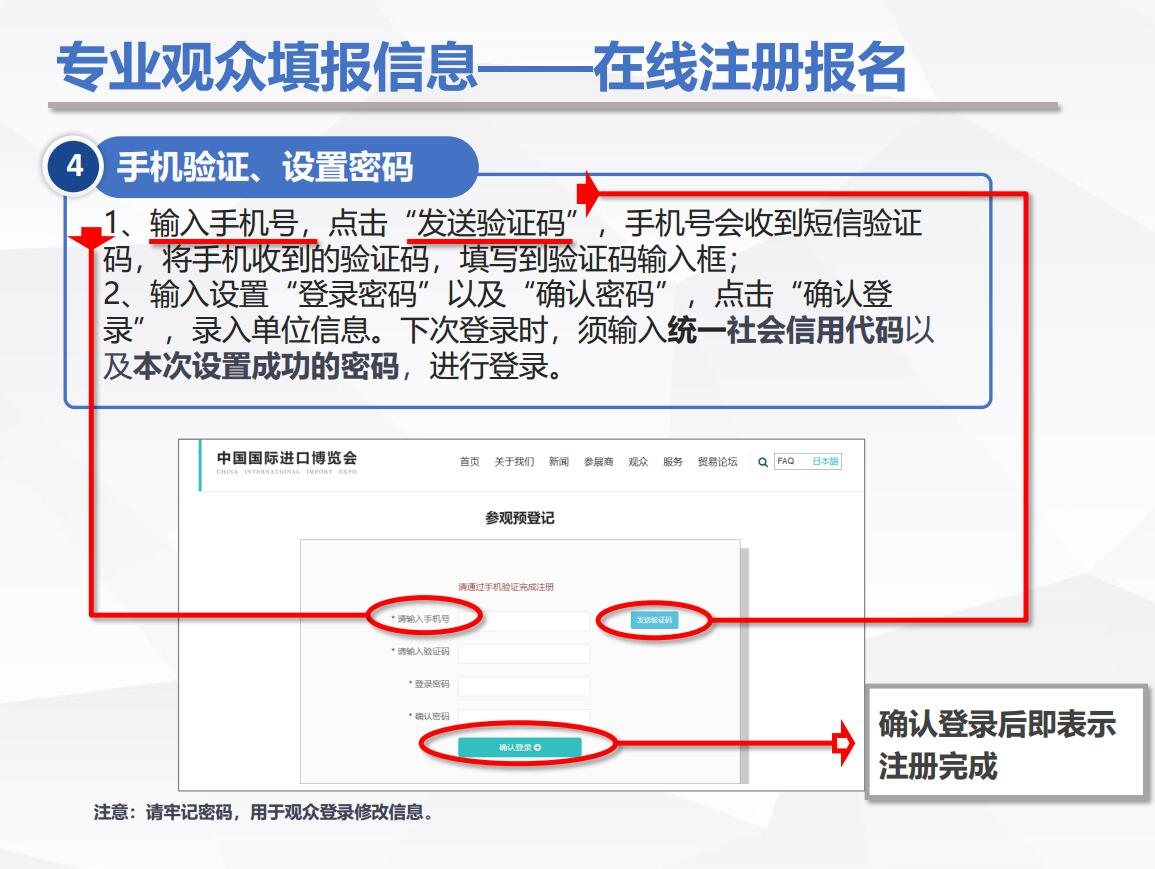 专业观众填报信息——在线注册报名
4 手机验证、设置密码
1、输入手机号，点击“发送验证码”，手机号会收到短信验证
码，将手机收到的验证码，填写到验证码输入框；
2、输入设置“登录密码”以及“确认密码”，点击“确认登
录”，录入单位信息。下次登录时，须输入统一社会信用代码以
及本次设置成功的密码，进行登录。
中国国际进口博览会
CHINA INTERNATIONAL IMPORT EXPO
首页 关于我们 新闻 参展商 观众 服务 贸易论坛 FAQ 日本語
参观预登记
请通过手机验证完成注册
* 请输入手机号 发送验证码
* 请输入验证码
* 登录密码
* 确认密码
确认登录
确认登录后即表示
注册完成
注意：请牢记密码，用于观众登录修改信息。